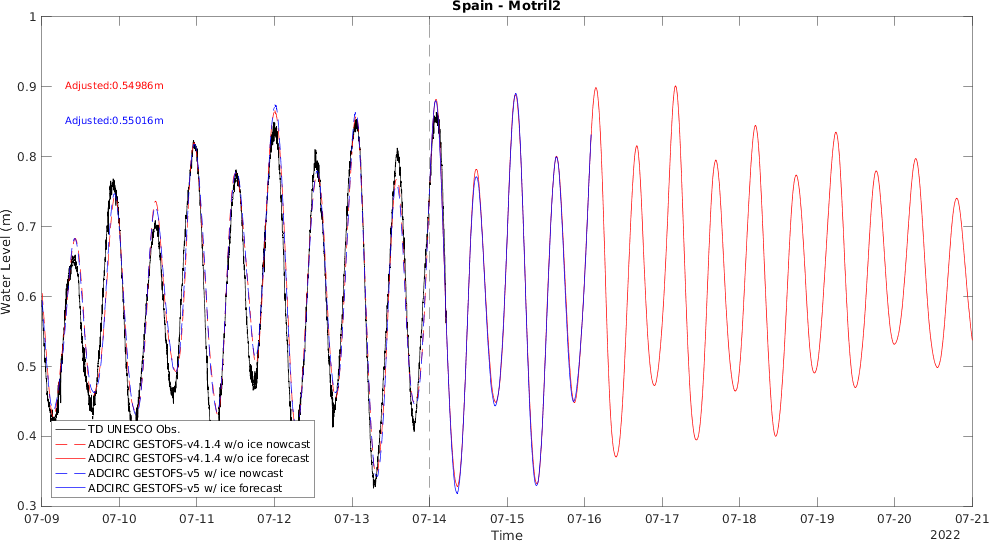 Spain - Motril2
Adjusted:0.54986m
Adjusted:0.55016m
Water Level (m)
1
0.9
0.8
0.7
0.6
0.5
0.4
0.3
TD UNESCO Obs.
ADCIRC GESTOFS-v4.1.4 w/o ice nowcast
ADCIRC GESTOFS-v4.1.4 w/o ice forecast
ADCIRC GESTOFS-v5 w/ ice nowcast
ADCIRC GESTOFS-v5 w/ ice forecast
07-09 07-10 07-11 07-12 07-13 07-14 07-15 07-16 07-17 07-18 07-19 07-20 07-21
Time
2022